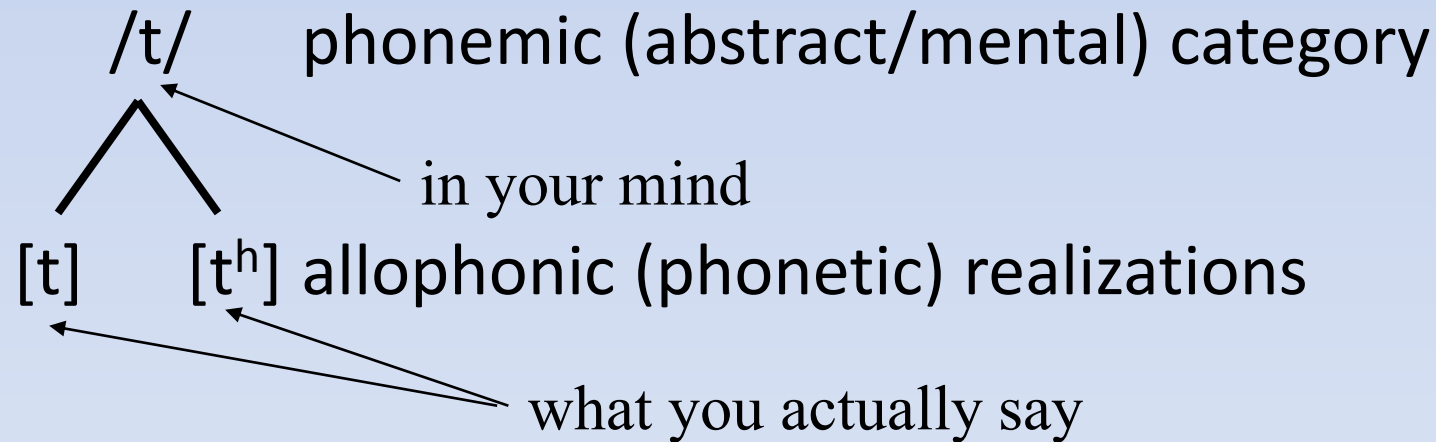 /t/ phonemic (abstract/mental) category
in your mind
[t] [tʰ] allophonic (phonetic) realizations
what you actually say